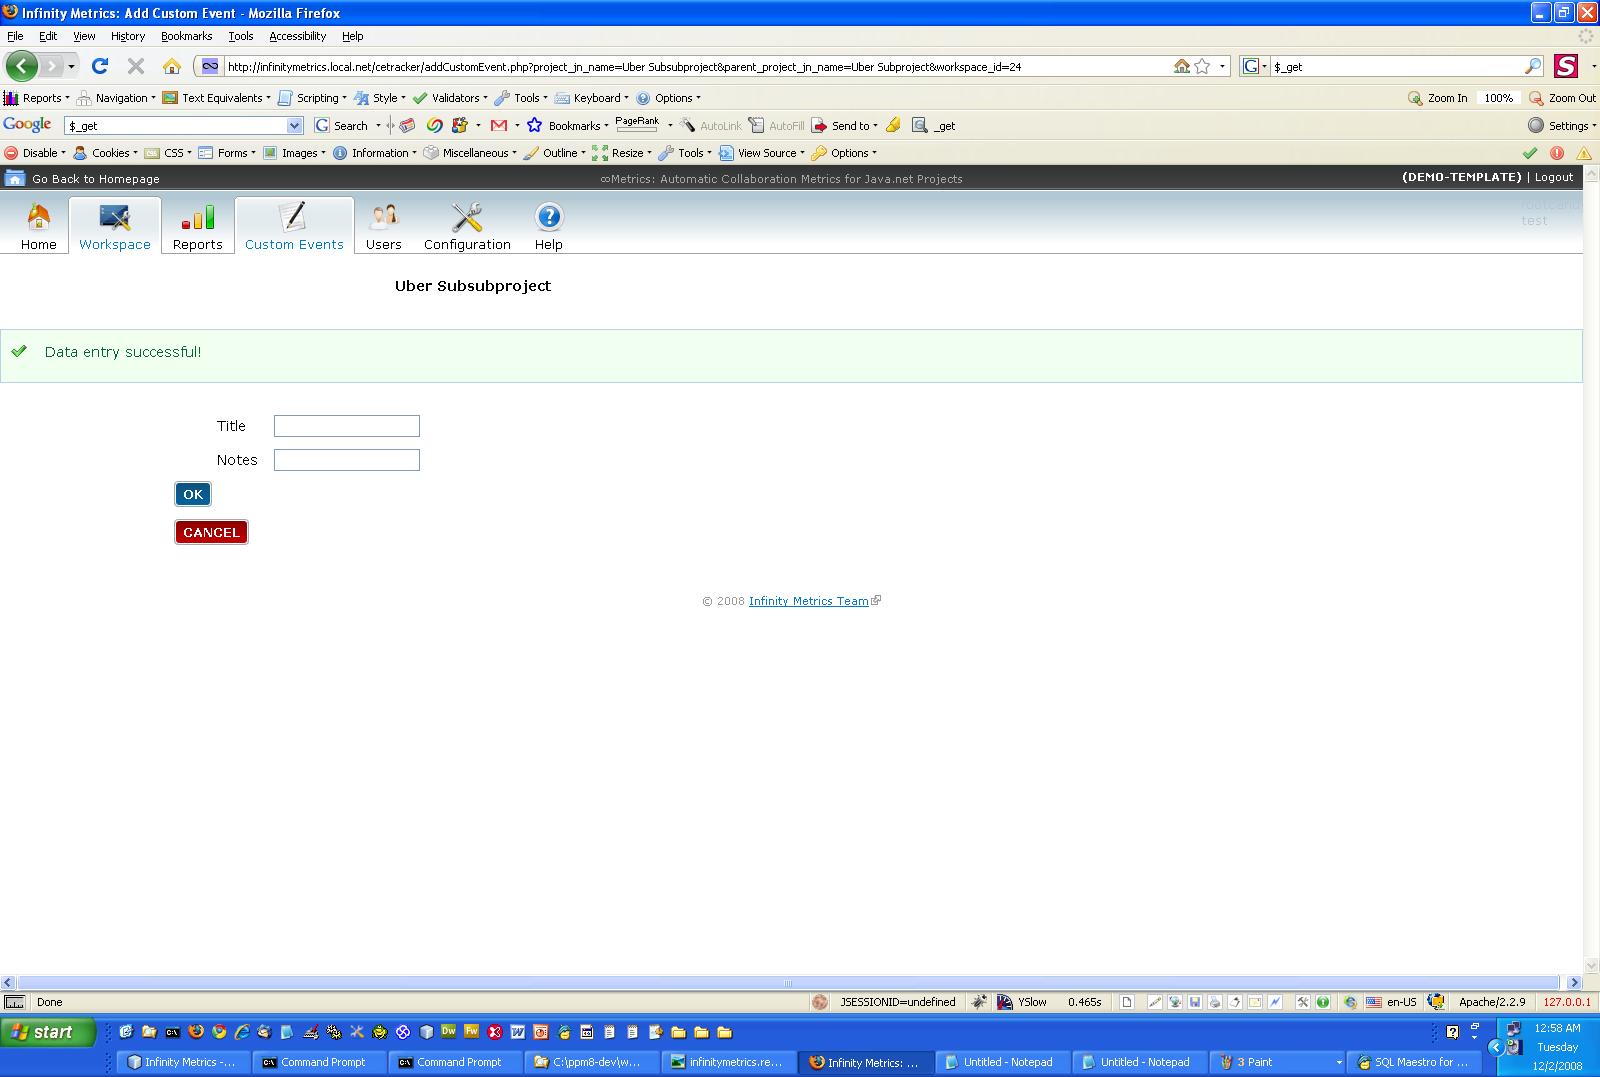 Infinity Metrics: Add Custom Event - Mozilla Firefox
File Edit View History Bookmarks Tools Accessibility Help
http://infinitymetrics.local.net/cetracker/addCustomEvent.php?project_jn_name=Uber Subsubproject&parent_project_jn_name=Uber Subproject&workspace_id=24 G $_get S
Reports Navigation Text Equivalents Scripting Style Validators Tools Keyboard Options Zoom In 100% Zoom Out
Google $_get G Search Bookmarks PageRank AutoLink AutoFill Send to _get Settings
Disable Cookies CSS Forms Images Information Miscellaneous Outline Resize Tools View Source Options
Go Back to Homepage ∞Metrics: Automatic Collaboration Metrics for Java.net Projects (DEMO-TEMPLATE) | Logout
test
Home Workspace Reports Custom Events Users Configuration Help
Uber Subsubproject
Data entry successful!
Title
Notes
OK
CANCEL
© 2008 Infinity Metrics Team
Done JSESSIONID=undefined YSlow 0.465s en-US Apache/2.2.9 127.0.0.1
start 12:58 AM
Tuesday
Infinity Metrics -... Command Prompt Command Prompt C:\ppm8-dev\w... infinitymetrics.re... Infinity Metrics: ... Untitled - Notepad Untitled - Notepad 3 Paint SQL Maestro for ...
12/2/2008